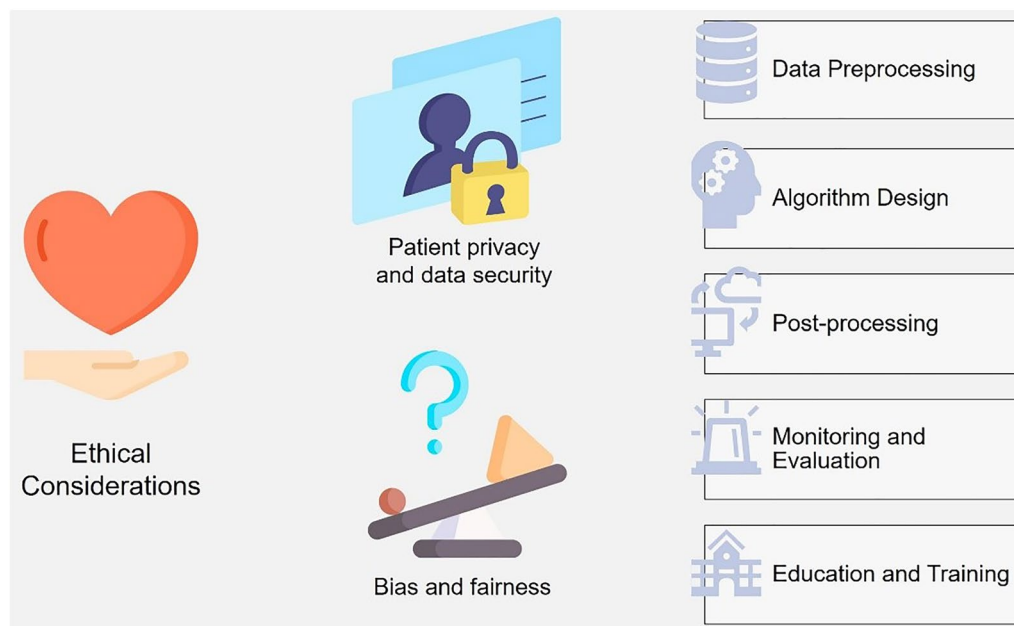 Ethical
Considerations
Patient privacy
and data security
Bias and fairness
Data Preprocessing
Algorithm Design
Post-processing
Monitoring and
Evaluation
Education and Training